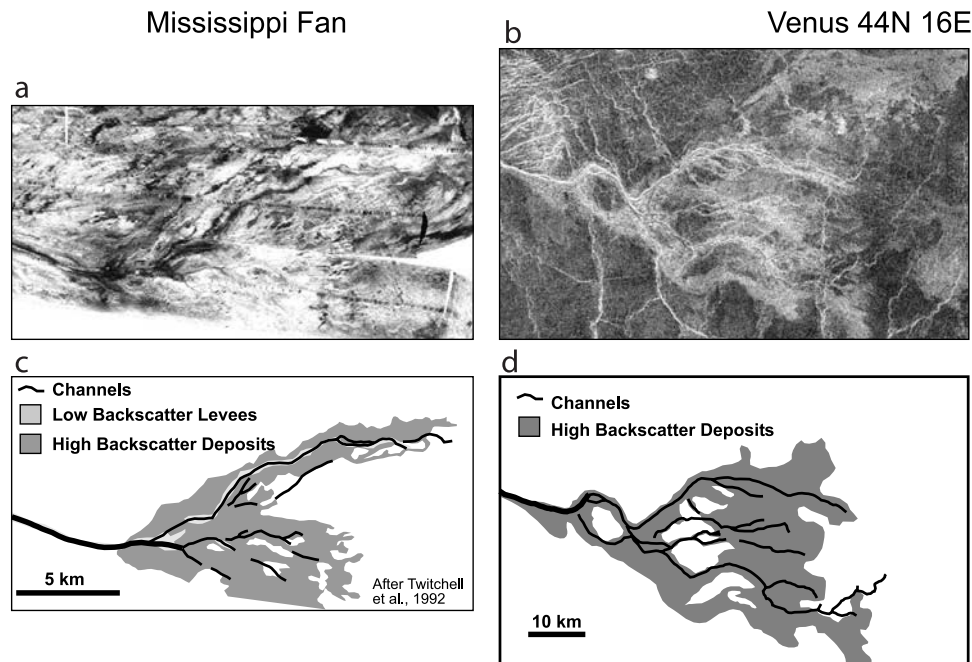 Mississippi Fan
Venus 44N 16E
a
b
c
Channels
Low Backscatter Levees
High Backscatter Deposits
5 km
After Twitchell
et al., 1992
d
Channels
High Backscatter Deposits
10 km